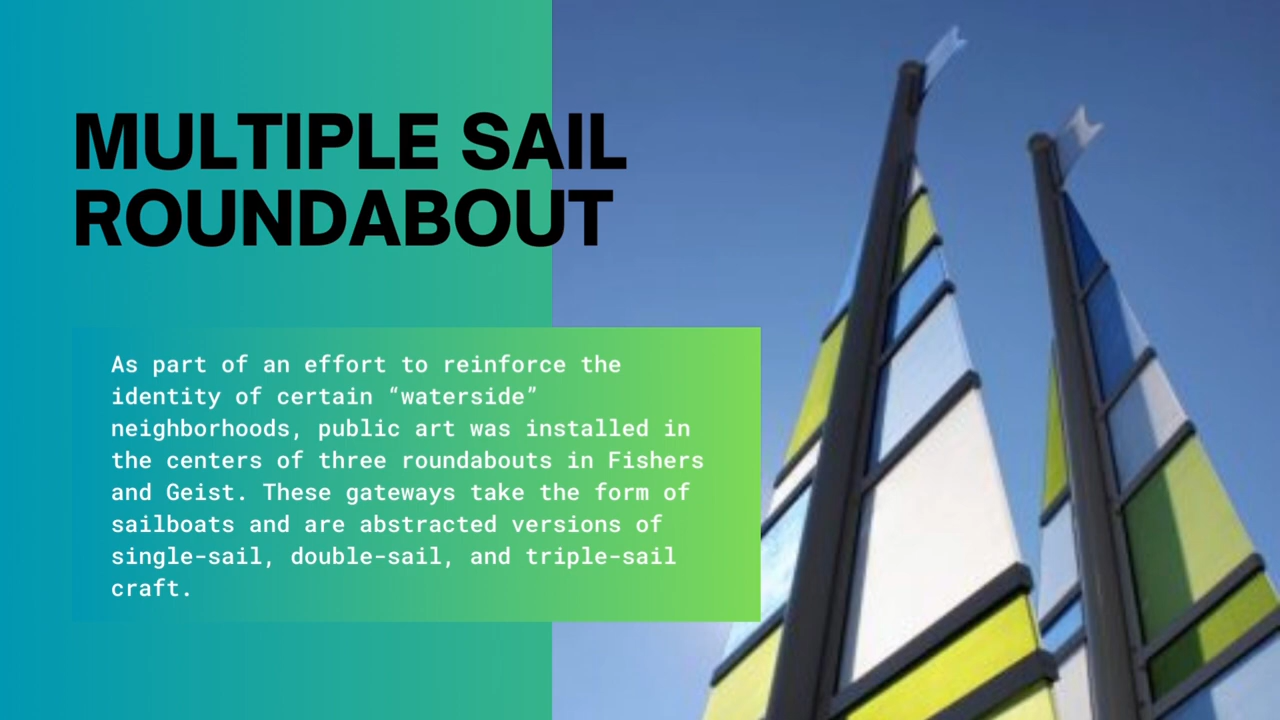 MULTIPLE SAIL
ROUNDABOUT
As part of an effort to reinforce the
identity of certain “waterside”
neighborhoods, public art was installed in
the centers of three roundabouts in Fishers
and Geist. These gateways take the form of
sailboats and are abstracted versions of
single-sail, double-sail, and triple-sail
craft.